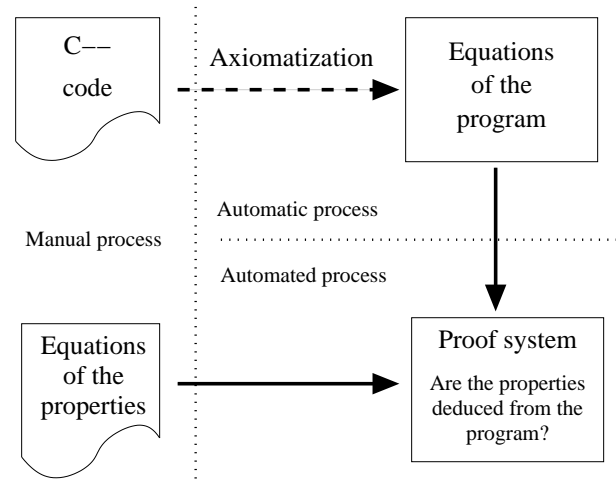 C−−
code
Axiomatization
Equations
of the
program
Automatic process
Manual process
Automated process
Equations
of the
properties
Proof system
Are the properties
deduced from the
program?